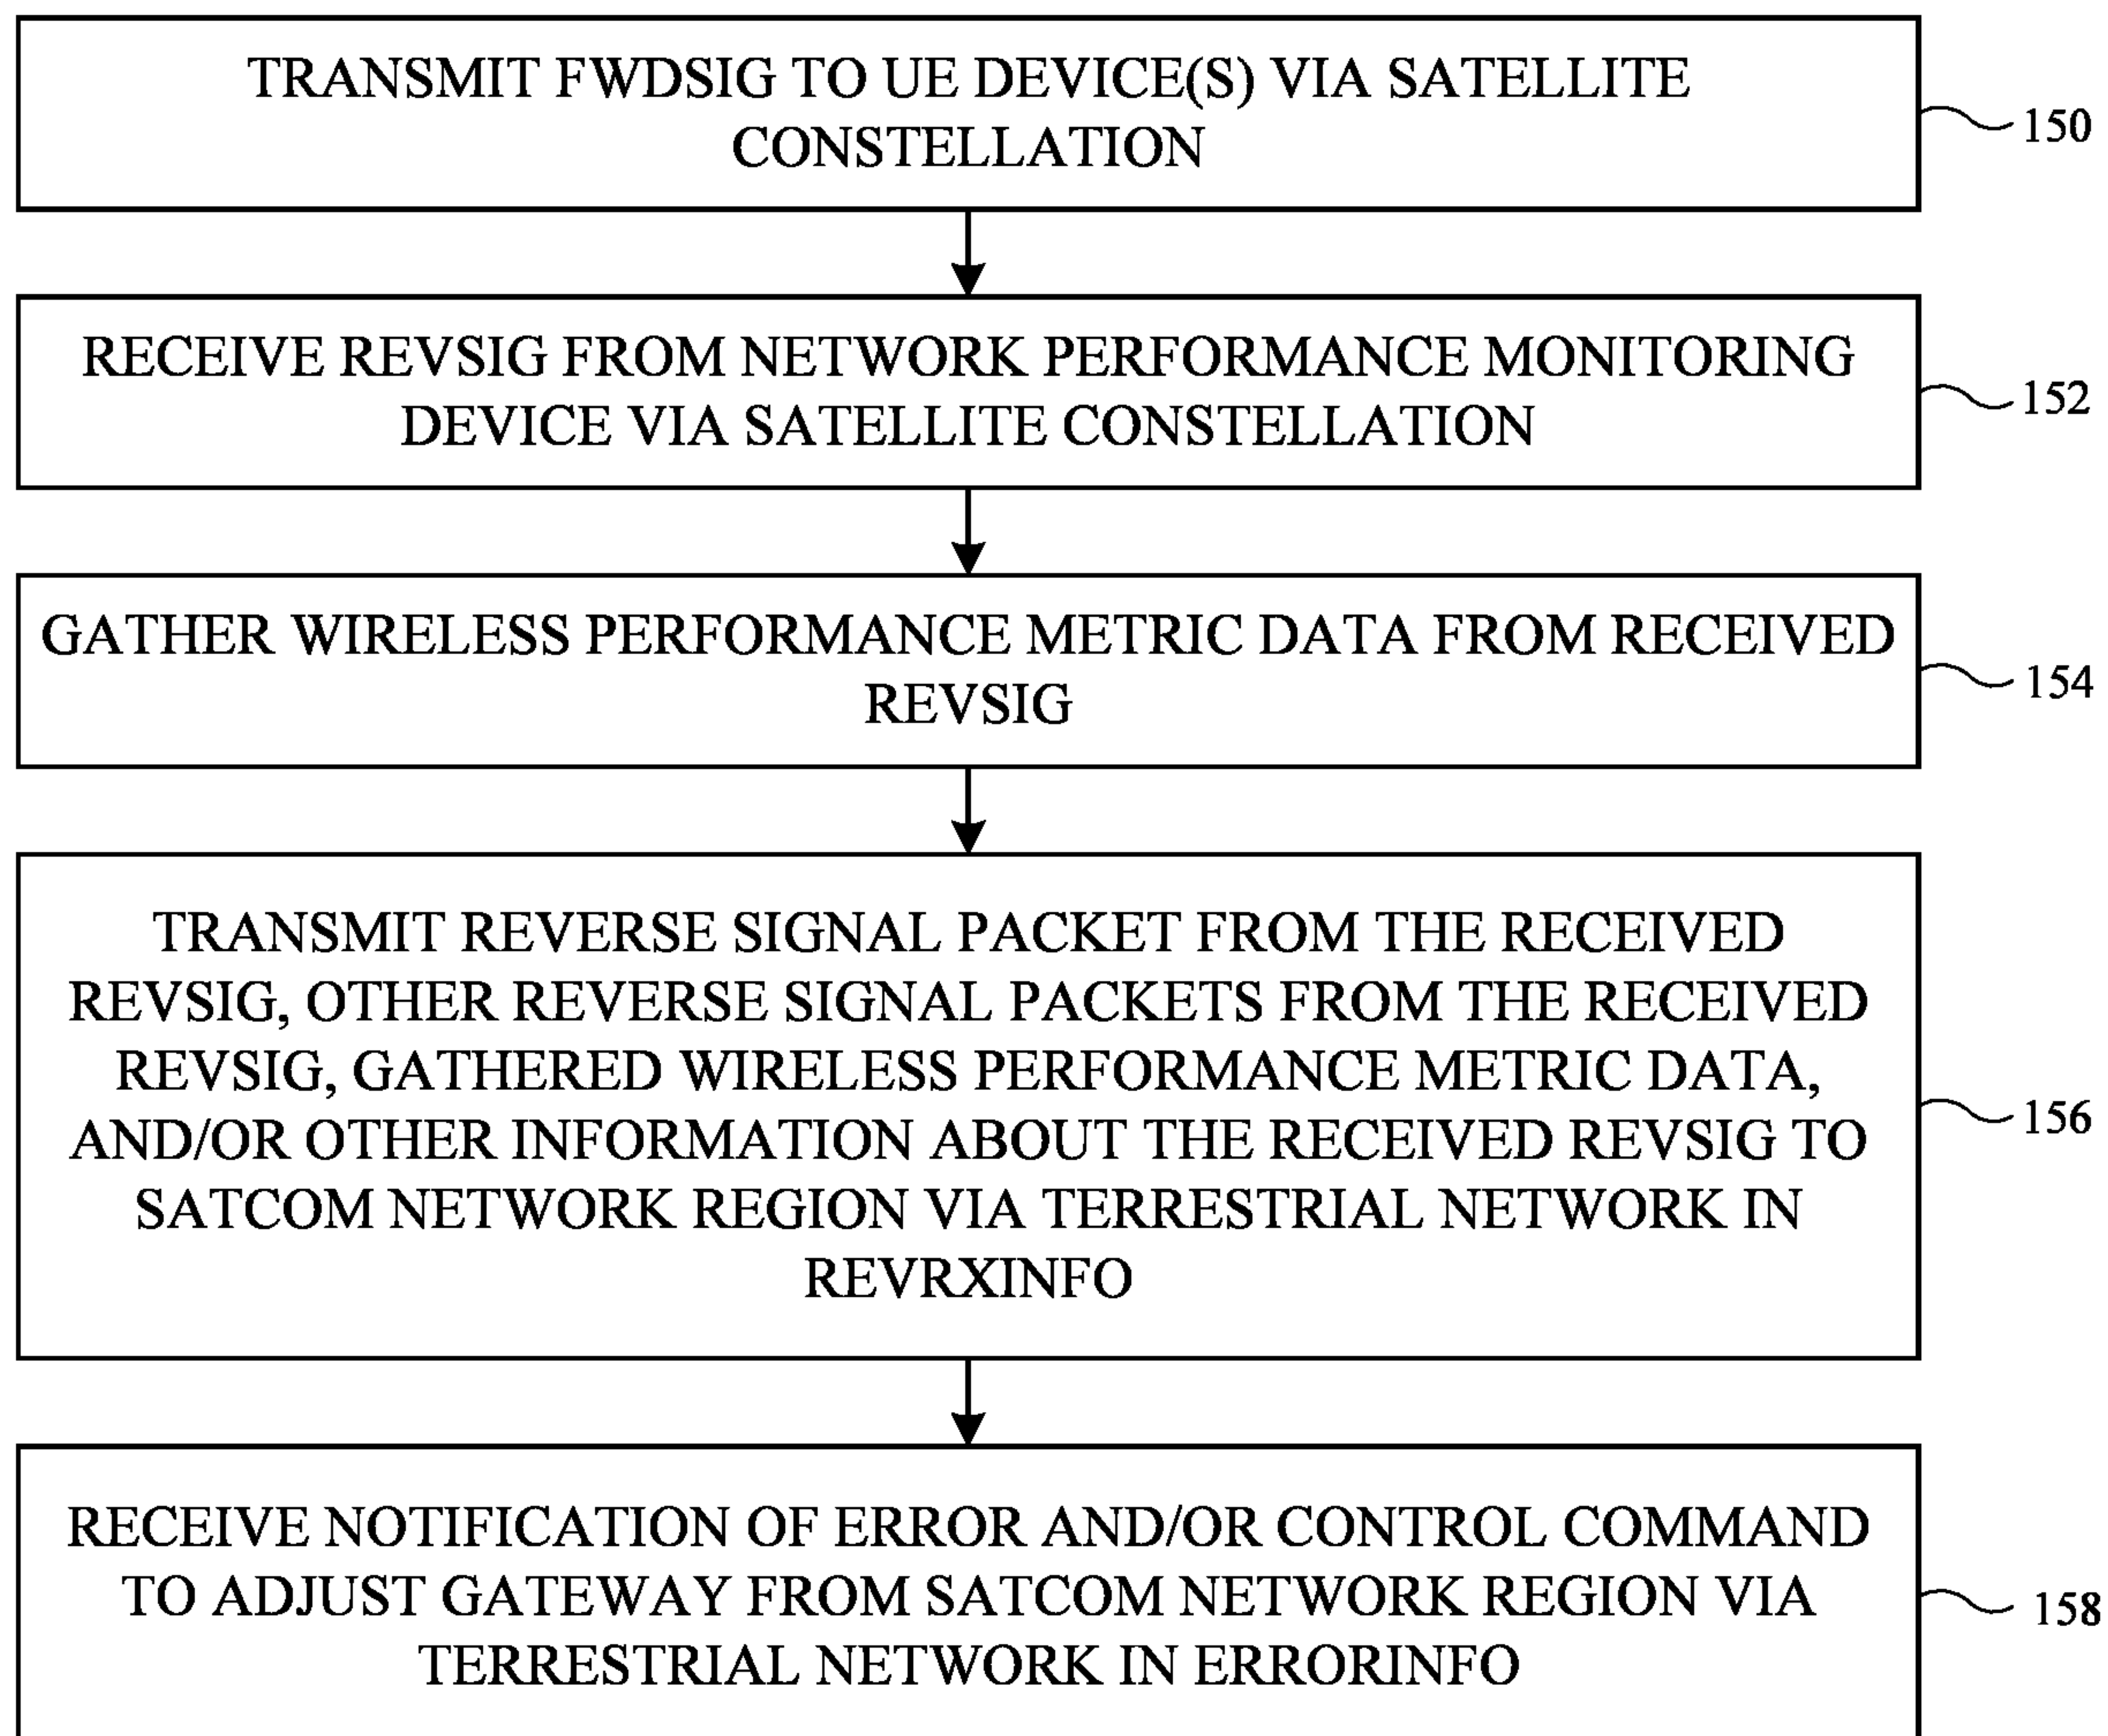 TRANSMIT FWDSIG TO UE DEVICE(S) VIA SATELLITE
CONSTELLATION
150
RECEIVE REVSIG FROM NETWORK PERFORMANCE MONITORING
DEVICE VIA SATELLITE CONSTELLATION
152
GATHER WIRELESS PERFORMANCE METRIC DATA FROM RECEIVED
REVSIG
154
TRANSMIT REVERSE SIGNAL PACKET FROM THE RECEIVED
REVSIG, OTHER REVERSE SIGNAL PACKETS FROM THE RECEIVED
REVSIG, GATHERED WIRELESS PERFORMANCE METRIC DATA,
AND/OR OTHER INFORMATION ABOUT THE RECEIVED REVSIG TO
SATCOM NETWORK REGION VIA TERRESTRIAL NETWORK IN
REVRXINFO
156
RECEIVE NOTIFICATION OF ERROR AND/OR CONTROL COMMAND
TO ADJUST GATEWAY FROM SATCOM NETWORK REGION VIA
TERRESTRIAL NETWORK IN ERRORINFO
158